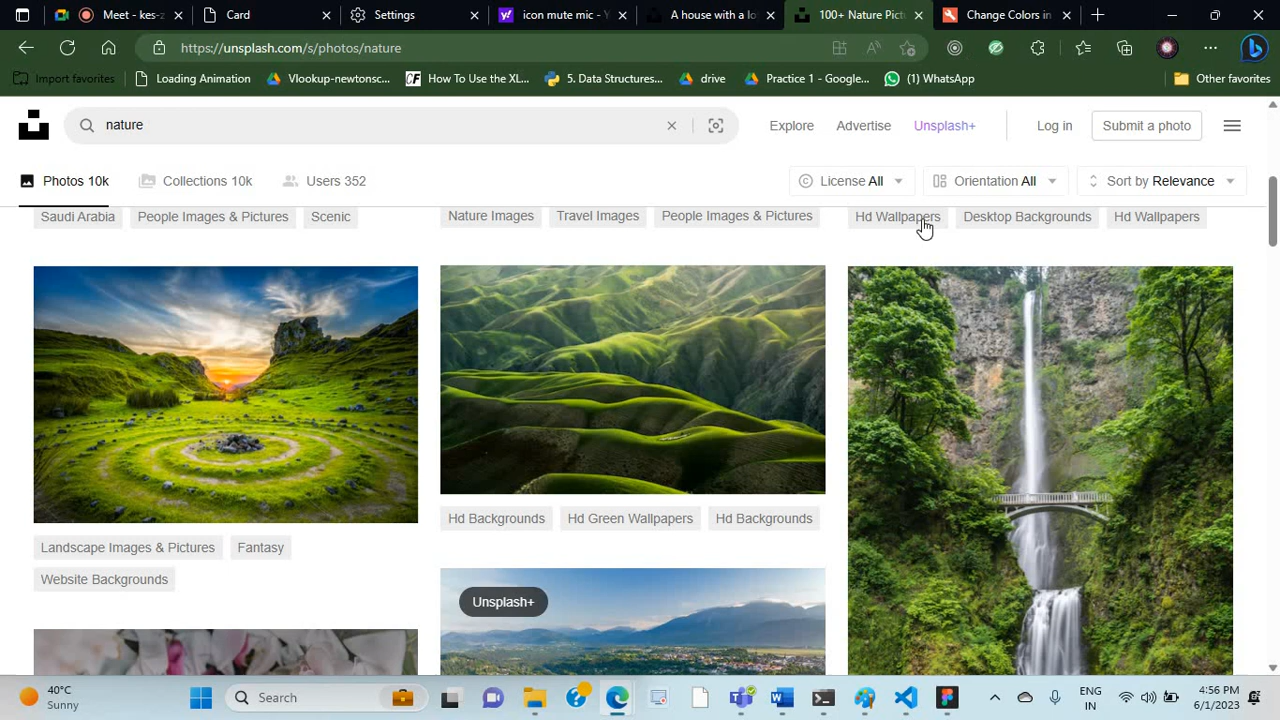 Meet - kes-z
Card
Settings
icon mute mic - Y
A house with a lo
100+ Nature Pict
Change Colors in
https://unsplash.com/s/photos/nature
Import favorites
Loading Animation
Vlookup-newtonsc...
CF How To Use the XL...
5. Data Structures...
drive
Practice 1 - Google...
(1) WhatsApp
Other favorites
nature
Explore
Advertise
Unsplash+
Log in
Submit a photo
Photos 10k
Collections 10k
Users 352
License All
Orientation All
Sort by Relevance
Saudi Arabia
People Images & Pictures
Scenic
Nature Images
Travel Images
People Images & Pictures
Hd Wallpapers
Desktop Backgrounds
Hd Wallpapers
Hd Backgrounds
Hd Green Wallpapers
Hd Backgrounds
Landscape Images & Pictures
Fantasy
Website Backgrounds
Unsplash+
40°C
Sunny
Search
ENG
IN
4:56 PM
6/1/2023